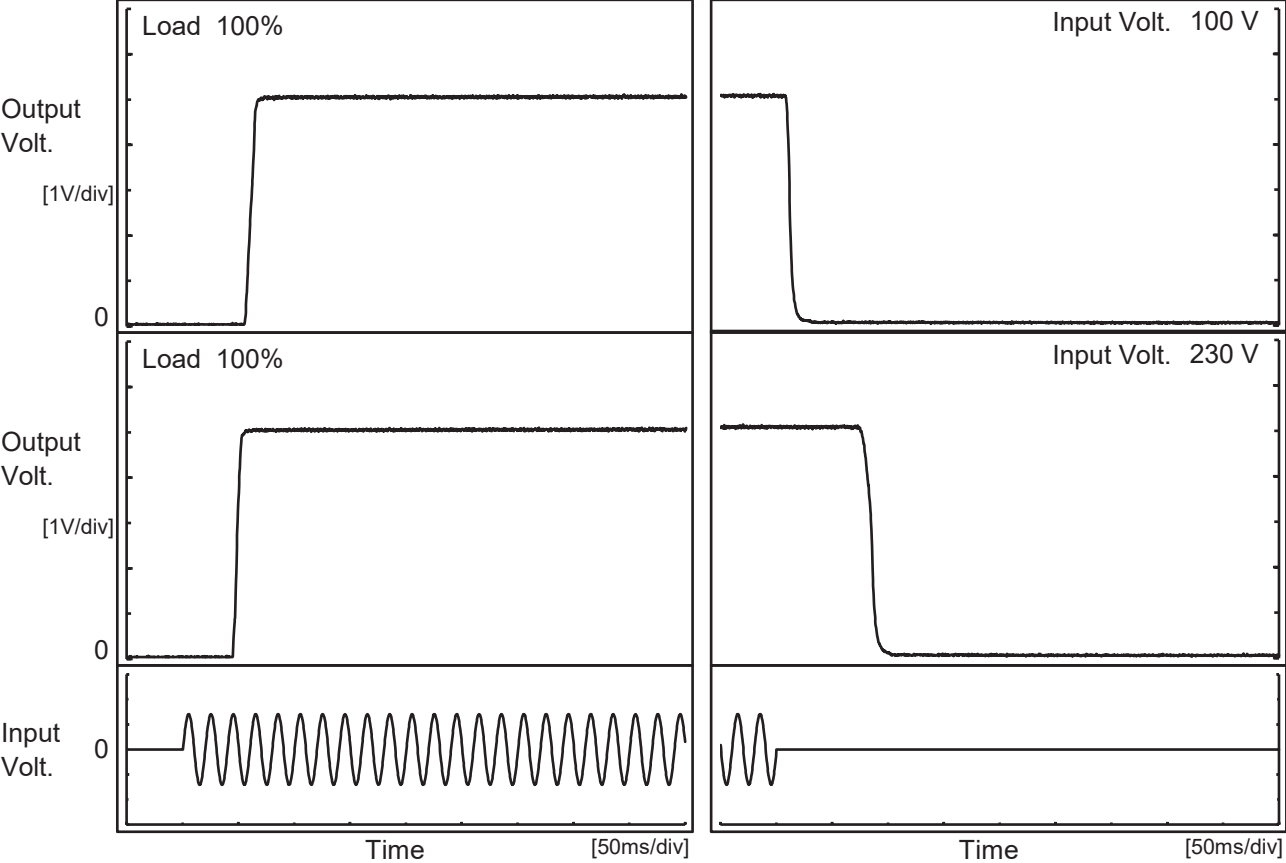 Load 100%
Input Volt. 100 V
Output
Volt.
[1V/div]
0
Load 100%
Input Volt. 230 V
Output
Volt.
[1V/div]
0
Input
Volt.
0
Time
[50ms/div]
Time
[50ms/div]